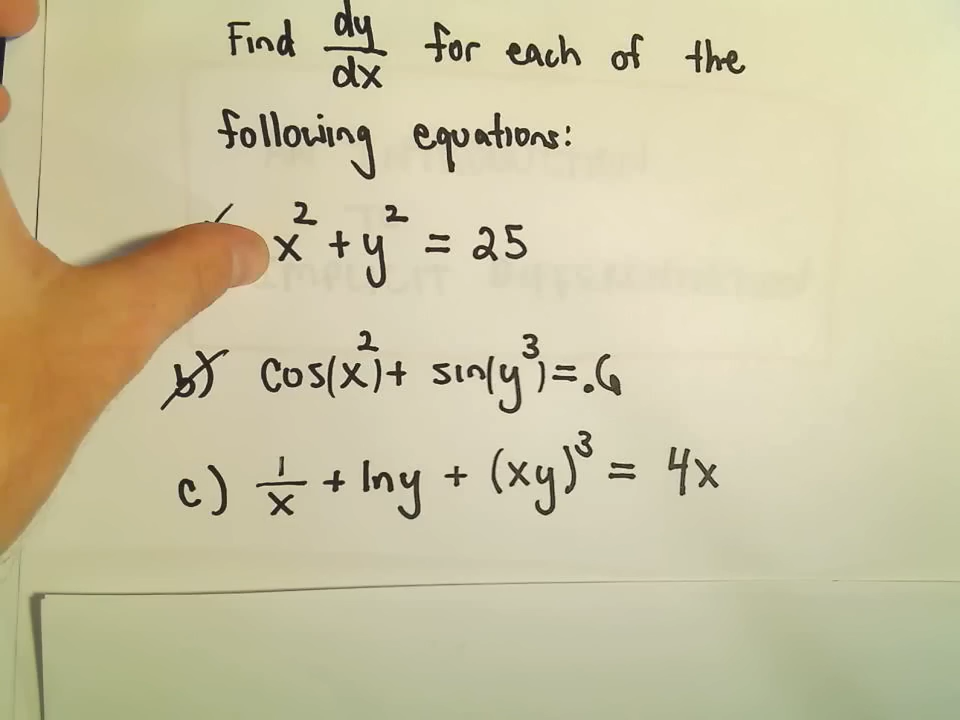 Find dy/dx for each of the
following equations:
x² + y² = 25
b) cos(x²) + sin(y³) = .6
c) 1/x + ln y + (xy)³ = 4x